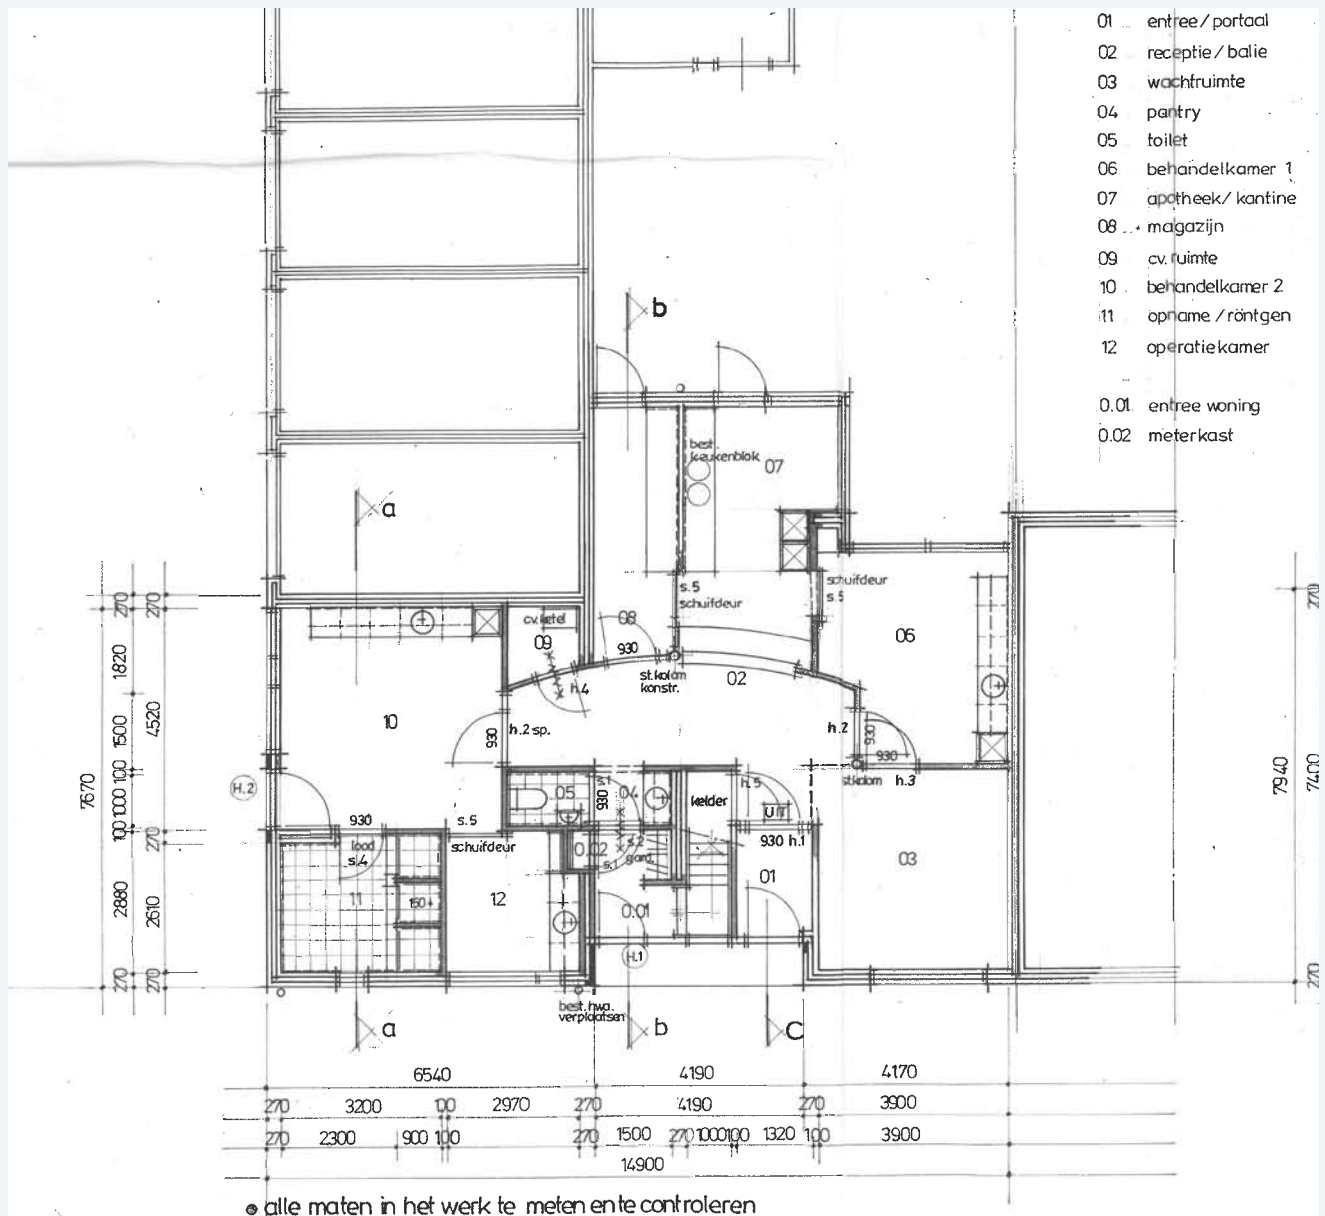 01 entree/portaal
02 receptie/balie
03 wachtruimte
04 pantry
05 toilet
06 behandelkamer 1
07 apotheek/kantine
08 magazijn
09 cv. ruimte
10 behandelkamer 2
11 opname/röntgen
12 operatiekamer
0.01 entree woning
0.02 meterkast
b
best.
keukenblok
07
a
s.5
schuifdeur
schuifdeur
s.5
cv.ketel
09
08
930
06
h.4
st.kolom
konstr.
02
10
930
h.2 sp.
h.2
930
930
st.kolom
h.3
H.2
05
s.1
930
04
kelder
h.5
930
s.5
schuifdeur
lood
s.4
0.02
s.1
s.2
gard.
930 h.1
01
03
11
160+
12
0.01
H.1
best. hwa.
verplaatsen
a
b
c
270
270
1820
1500
4520
100
1000
100
270
7670
2880
2610
270
270
270
7940
7400
270
6540
4190
4170
270
3200
100
2970
270
4190
270
3900
270
2300
900
100
270
1500
270
1000
100
1320
100
3900
14900
alle maten in het werk te meten en te controleren